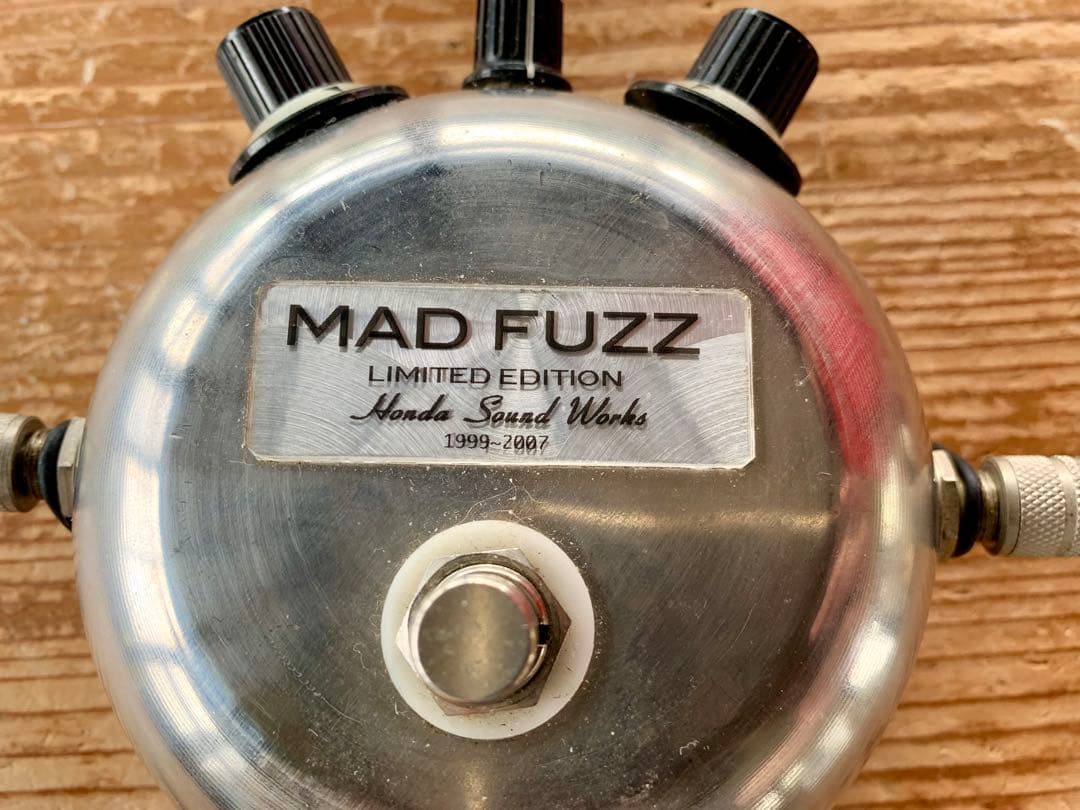 MAD FUZZ
LIMITED EDITION
Honda Sound Works
1999~2007